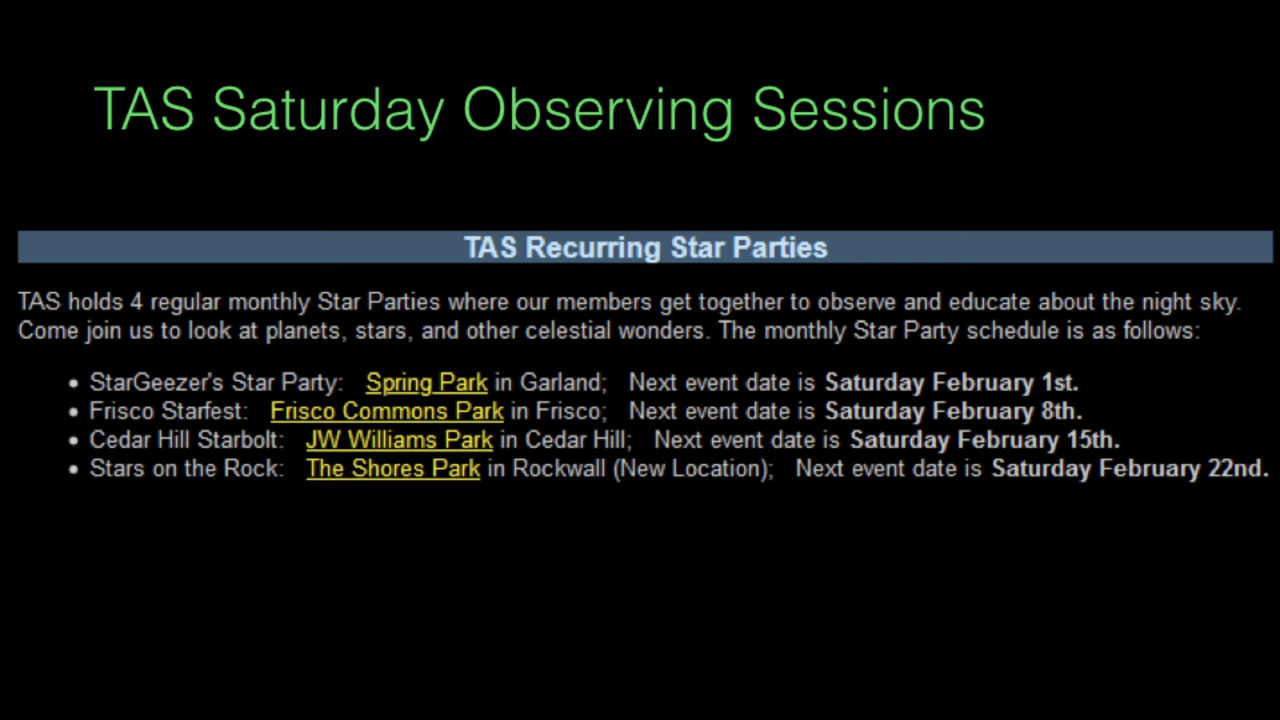 TAS Saturday Observing Sessions
TAS Recurring Star Parties
TAS holds 4 regular monthly Star Parties where our members get together to observe and educate about the night sky.
Come join us to look at planets, stars, and other celestial wonders. The monthly Star Party schedule is as follows:
• StarGeezer's Star Party: Spring Park in Garland; Next event date is Saturday February 1st.
• Frisco Starfest: Frisco Commons Park in Frisco; Next event date is Saturday February 8th.
• Cedar Hill Starbolt: JW Williams Park in Cedar Hill; Next event date is Saturday February 15th.
• Stars on the Rock: The Shores Park in Rockwall (New Location); Next event date is Saturday February 22nd.